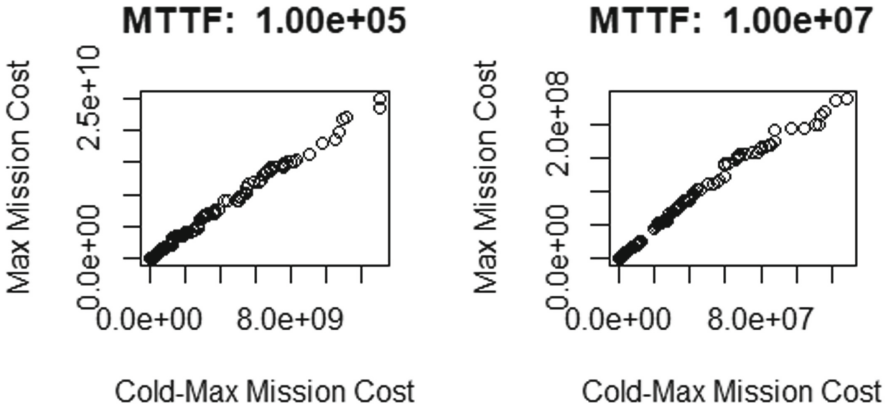 MTTF: 1.00e+05
Max Mission Cost
0.0e+00 2.5e+10
0.0e+00 8.0e+09
Cold-Max Mission Cost
MTTF: 1.00e+07
Max Mission Cost
0.0e+00 2.0e+08
0.0e+00 8.0e+07
Cold-Max Mission Cost